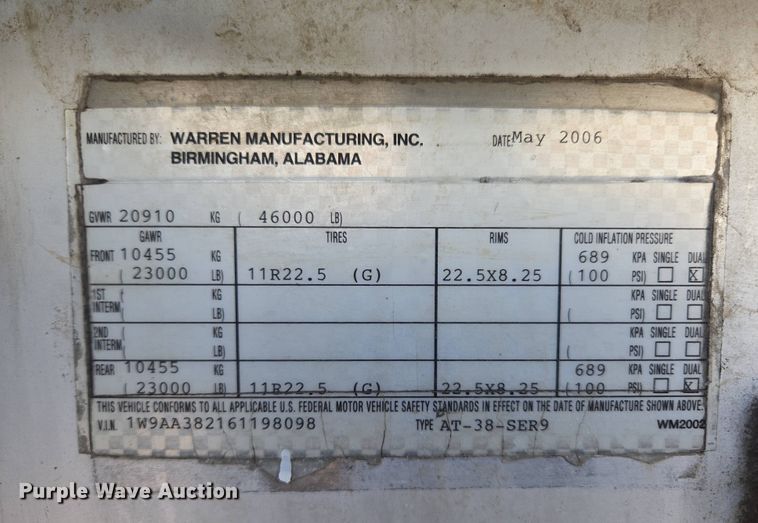 MANUFACTURED BY: WARREN MANUFACTURING, INC. DATE: May 2006
BIRMINGHAM, ALABAMA
GVWR 20910 KG ( 46000 LB)
GAWR TIRES RIMS COLD INFLATION PRESSURE
FRONT 10455 KG 689 KPA SINGLE DUAL
( 23000 LB) 11R22.5 (G) 22.5X8.25 (100 PSI) X
1ST ( KG KPA SINGLE DUAL
INTERM ( LB) ( PSI)
2ND ( KG KPA SINGLE DUAL
INTERM ( LB) ( PSI)
REAR 10455 KG 689 KPA SINGLE DUAL
( 23000 LB) 11R22.5 (G) 22.5X8.25 (100 PSI) X
THIS VEHICLE CONFORMS TO ALL APPLICABLE U.S. FEDERAL MOTOR VEHICLE SAFETY STANDARDS IN EFFECT ON THE DATE OF MANUFACTURE SHOWN ABOVE.
V.I.N. 1W9AA382161198098 TYPE AT-38-SER9 WM2002
Purple Wave Auction